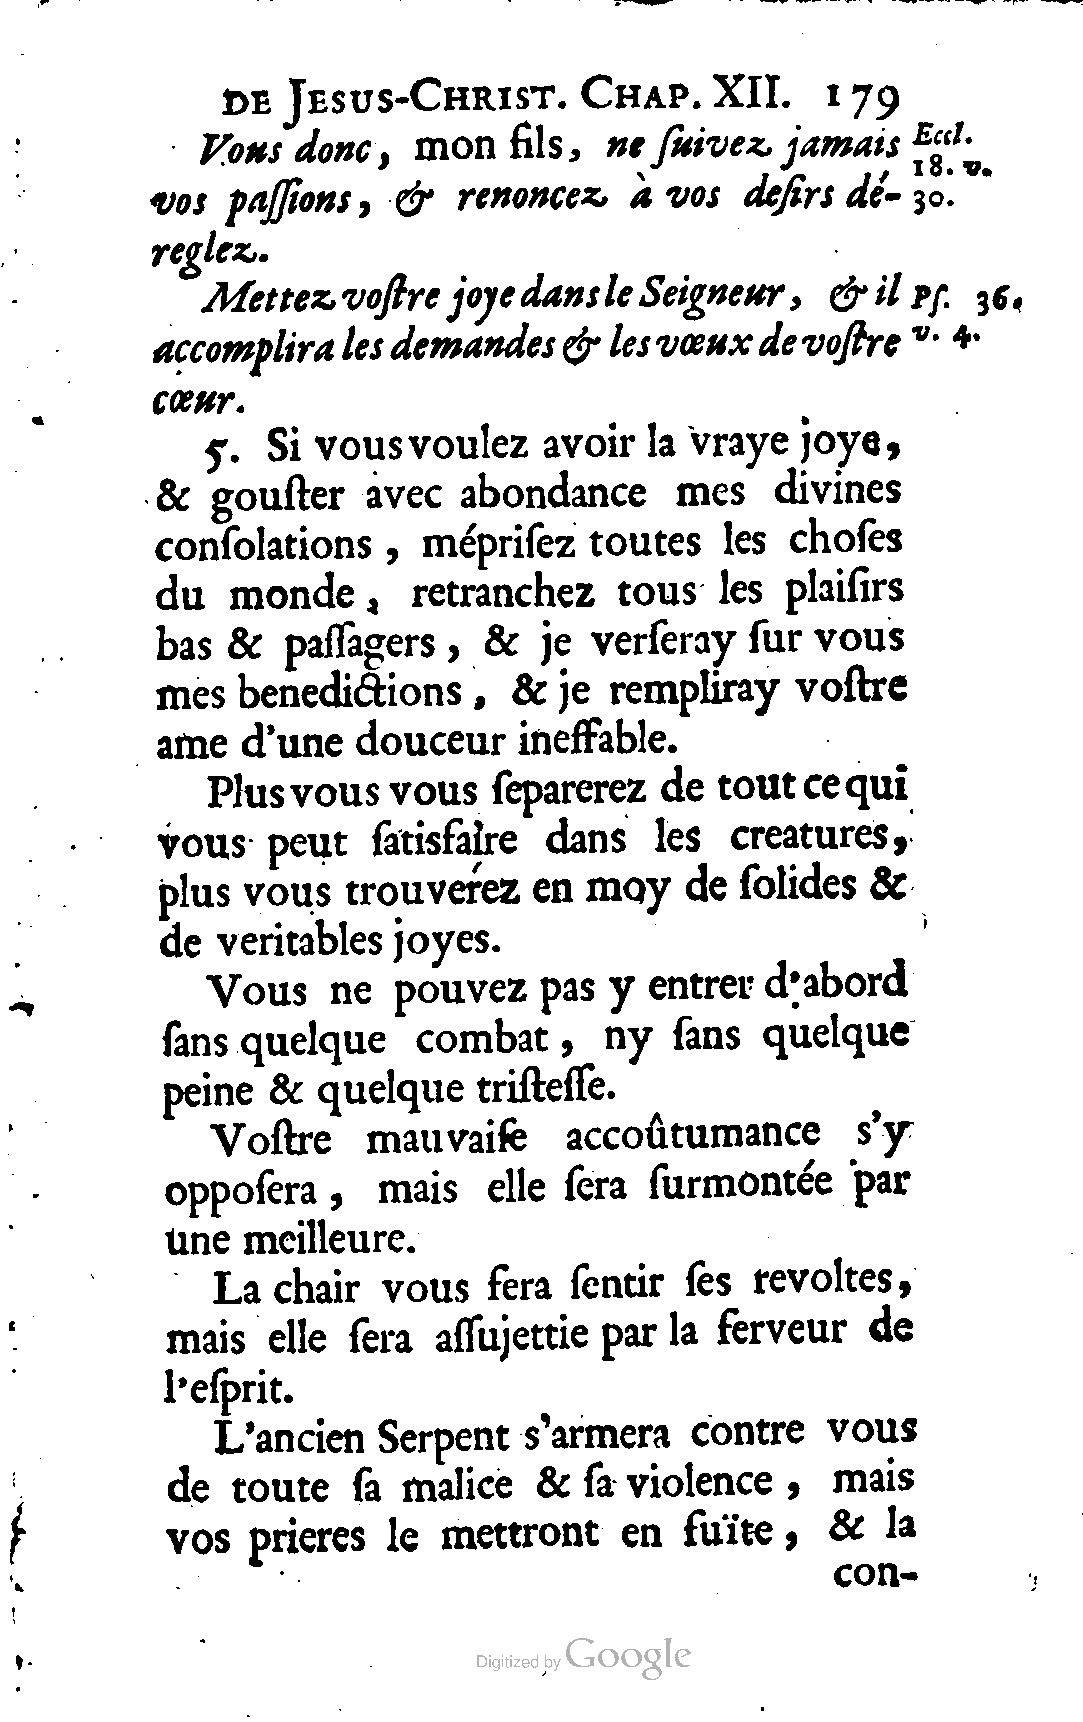 DE JESUS-CHRIST. CHAP. XII. 179
Vous donc, mon fils, ne ſuivez jamais Eccl. 18. v.
vos paſſions, & renoncez à vos deſirs dé- 30.
reglez.
Mettez voſtre joye dans le Seigneur, & il Pſ. 36.
accomplira les demandes & les vœux de voſtre v. 4.
cœur.
5. Si vous voulez avoir la vraye joye,
& gouſter avec abondance mes divines
conſolations, mépriſez toutes les choſes
du monde, retranchez tous les plaiſirs
bas & paſſagers, & je verſeray ſur vous
mes benedictions, & je rempliray voſtre
ame d'une douceur ineffable.
Plus vous vous ſeparerez de tout ce qui
vous peut ſatisfaire dans les creatures,
plus vous trouverez en moy de ſolides &
de veritables joyes.
Vous ne pouvez pas y entrer d'abord
ſans quelque combat, ny ſans quelque
peine & quelque triſteſſe.
Voſtre mauvaiſe accoûtumance s'y
oppoſera, mais elle ſera ſurmontée par
une meilleure.
La chair vous fera ſentir ſes revoltes,
mais elle ſera aſſujettie par la ferveur de
l'eſprit.
L'ancien Serpent s'armera contre vous
de toute ſa malice & ſa violence, mais
vos prieres le mettront en fuïte, & la
con-
Digitized by Google